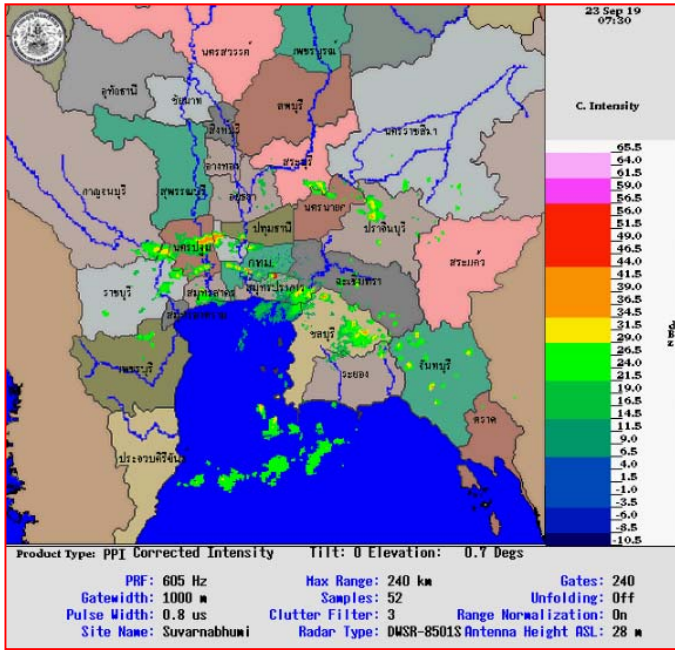 23 Sep 19
07:30
C. Intensity
65.5
64.0
61.5
59.0
56.5
56.0
51.5
49.0
46.5
44.0
41.5
39.0
36.5
34.0
31.5
29.0
26.5
24.0
21.5
19.0
16.5
14.5
11.5
9.0
6.5
4.0
1.5
-1.0
-3.5
-6.0
-8.5
-10.5
นครสวรรค์
เพชรบูรณ์
อุทัยธานี
ชัยนาท
ลพบุรี
นครราชสีมา
สิงห์บุรี
อ่างทอง
สระบุรี
กาญจนบุรี
สุพรรณบุรี
อยุธยา
นครนายก
ปทุมธานี
ปราจีนบุรี
นครปฐม
กทม.
สระแก้ว
ราชบุรี
สมุทรสาคร
สมุทรปราการ
ฉะเชิงเทรา
สมุทรสงคราม
ชลบุรี
เพชรบุรี
ระยอง
จันทบุรี
ตราด
ประจวบคีรีขันธ์
Product Type: PPI Corrected Intensity Tilt: 0 Elevation: 0.7 Degs
PRF: 605 Hz Max Range: 240 km Gates: 240
Gatewidth: 1000 m Samples: 52 Unfolding: Off
Pulse Width: 0.8 us Clutter Filter: 3 Range Normalization: On
Site Name: Suvarnabhumi Radar Type: DWSR-8501S Antenna Height ASL: 28 m